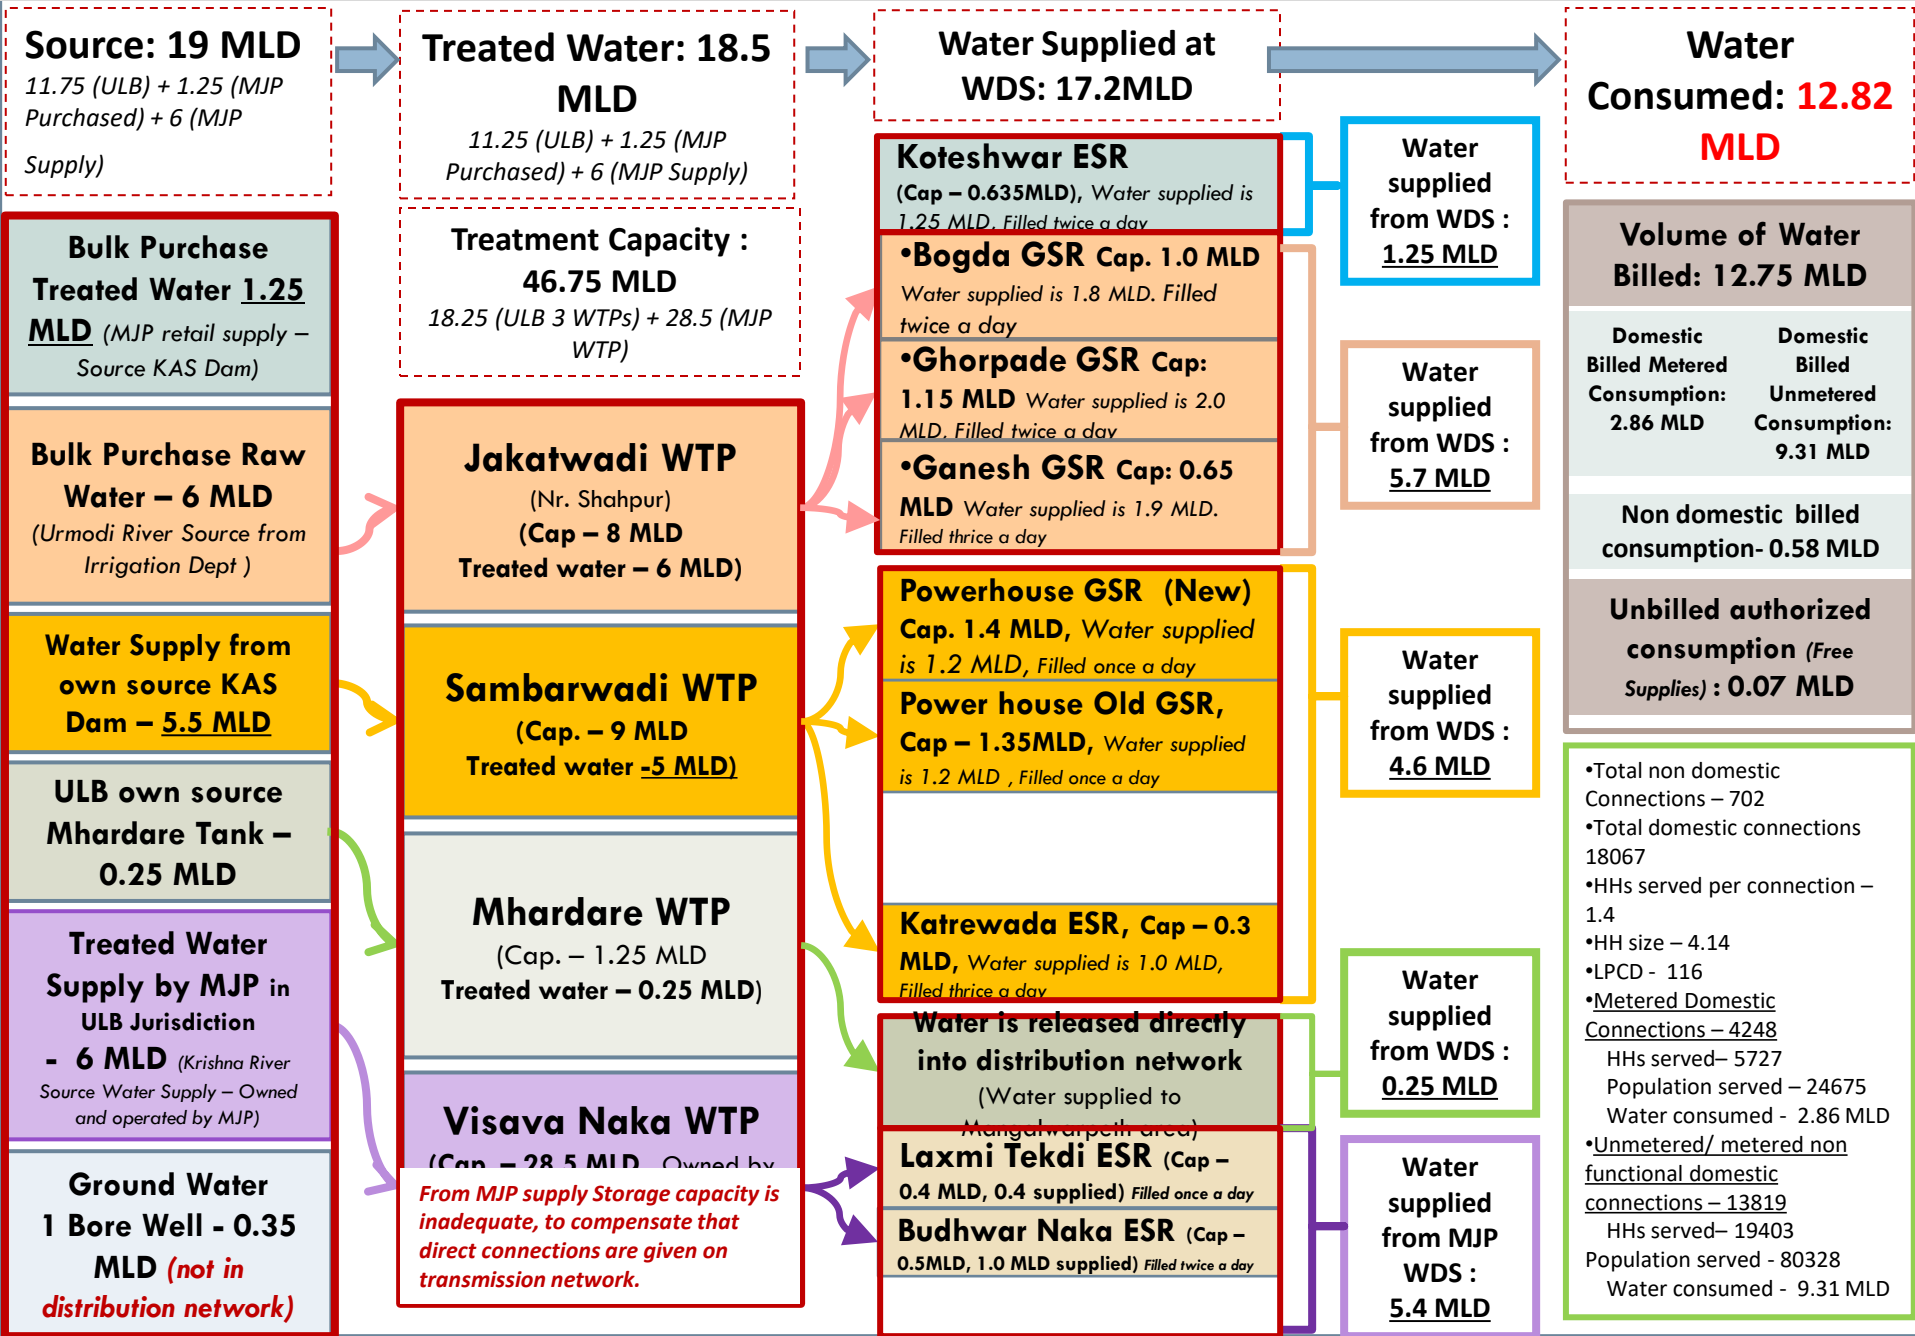 Source: 19 MLD
11.75 (ULB) + 1.25 (MJP
Purchased) + 6 (MJP
Supply)
Treated Water: 18.5
MLD
11.25 (ULB) + 1.25 (MJP
Purchased) + 6 (MJP Supply)
Water Supplied at
WDS: 17.2MLD
Water
Consumed: 12.82
MLD
Bulk Purchase
Treated Water 1.25
MLD (MJP retail supply –
Source KAS Dam)
Bulk Purchase Raw
Water – 6 MLD
(Urmodi River Source from
Irrigation Dept )
Water Supply from
own source KAS
Dam – 5.5 MLD
ULB own source
Mhardare Tank –
0.25 MLD
Treated Water
Supply by MJP in
ULB Jurisdiction
- 6 MLD (Krishna River
Source Water Supply – Owned
and operated by MJP)
Ground Water
1 Bore Well - 0.35
MLD (not in
distribution network)
Treatment Capacity :
46.75 MLD
18.25 (ULB 3 WTPs) + 28.5 (MJP
WTP)
Jakatwadi WTP
(Nr. Shahpur)
(Cap – 8 MLD
Treated water – 6 MLD)
Sambarwadi WTP
(Cap. – 9 MLD
Treated water -5 MLD)
Mhardare WTP
(Cap. – 1.25 MLD
Treated water – 0.25 MLD)
Visava Naka WTP
(Cap. – 28.5 MLD Owned by
From MJP supply Storage capacity is
inadequate, to compensate that
direct connections are given on
transmission network.
Koteshwar ESR
(Cap – 0.635MLD), Water supplied is
1.25 MLD, Filled twice a day
•Bogda GSR Cap. 1.0 MLD
Water supplied is 1.8 MLD. Filled
twice a day
•Ghorpade GSR Cap:
1.15 MLD Water supplied is 2.0
MLD, Filled twice a day
•Ganesh GSR Cap: 0.65
MLD Water supplied is 1.9 MLD.
Filled thrice a day
Powerhouse GSR (New)
Cap. 1.4 MLD, Water supplied
is 1.2 MLD, Filled once a day
Power house Old GSR,
Cap – 1.35MLD, Water supplied
is 1.2 MLD , Filled once a day
Katrewada ESR, Cap – 0.3
MLD, Water supplied is 1.0 MLD,
Filled thrice a day
Water is released directly
into distribution network
(Water supplied to
Mangalwarpeth area)
Laxmi Tekdi ESR (Cap –
0.4 MLD, 0.4 supplied) Filled once a day
Budhwar Naka ESR (Cap –
0.5MLD, 1.0 MLD supplied) Filled twice a day
Water
supplied
from WDS :
1.25 MLD
Water
supplied
from WDS :
5.7 MLD
Water
supplied
from WDS :
4.6 MLD
Water
supplied
from WDS :
0.25 MLD
Water
supplied
from MJP
WDS :
5.4 MLD
Volume of Water
Billed: 12.75 MLD
Domestic
Billed Metered
Consumption:
2.86 MLD
Domestic
Billed
Unmetered
Consumption:
9.31 MLD
Non domestic billed
consumption- 0.58 MLD
Unbilled authorized
consumption (Free
Supplies) : 0.07 MLD
•Total non domestic
Connections – 702
•Total domestic connections
18067
•HHs served per connection –
1.4
•HH size – 4.14
•LPCD - 116
•Metered Domestic
Connections – 4248
HHs served– 5727
Population served – 24675
Water consumed - 2.86 MLD
•Unmetered/ metered non
functional domestic
connections – 13819
HHs served– 19403
Population served - 80328
Water consumed - 9.31 MLD